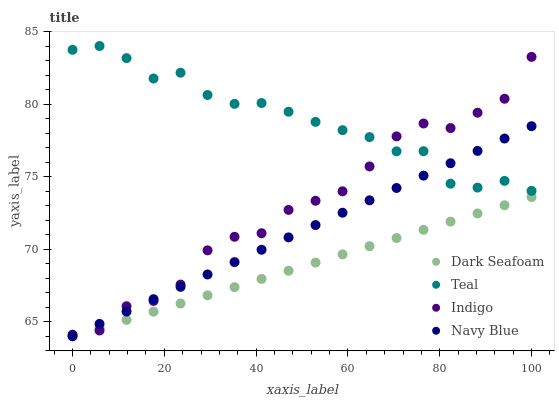 title
yaxis_label
85
80
75
70
65
0
20
40
60
80
100
xaxis_label
Dark Seafoam
Teal
Indigo
Navy Blue